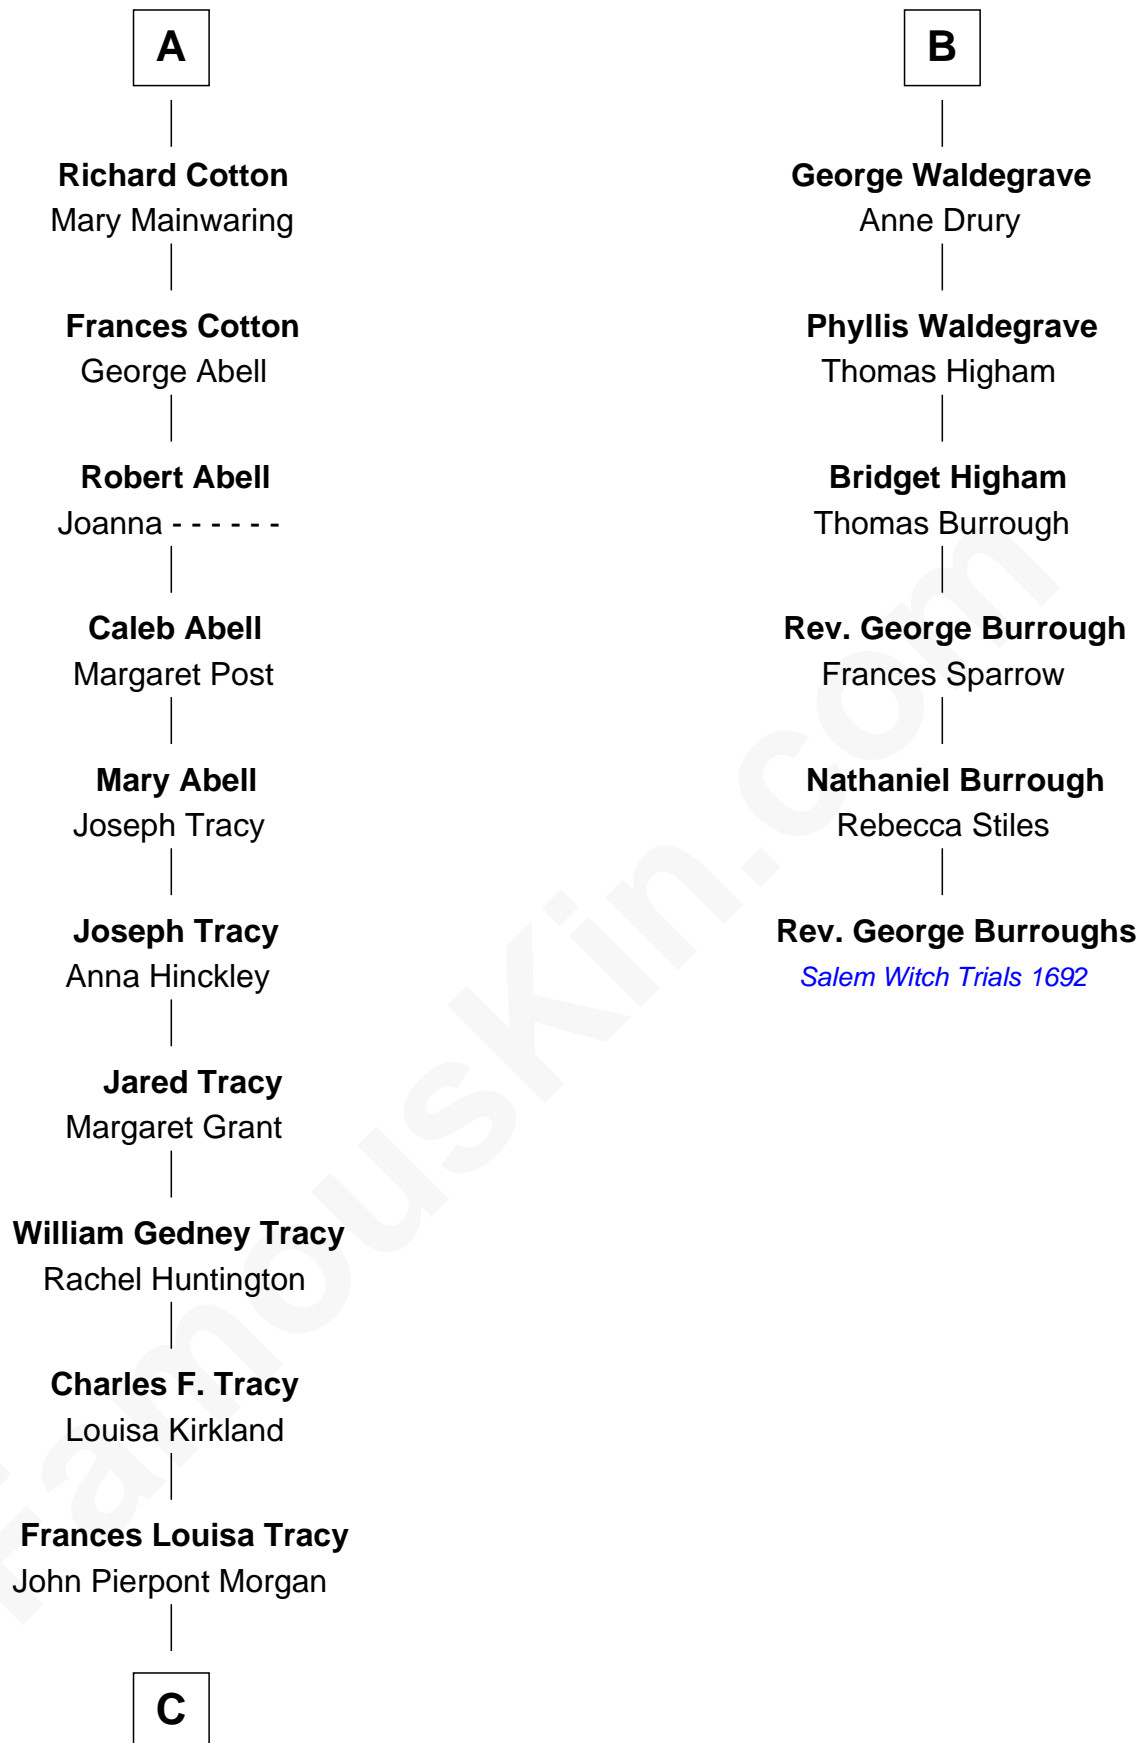 A
Richard Cotton
Mary Mainwaring
Frances Cotton
George Abell
Robert Abell
Joanna - - - - - -
Caleb Abell
Margaret Post
Mary Abell
Joseph Tracy
Joseph Tracy
Anna Hinckley
Jared Tracy
Margaret Grant
William Gedney Tracy
Rachel Huntington
Charles F. Tracy
Louisa Kirkland
Frances Louisa Tracy
John Pierpont Morgan
C
B
George Waldegrave
Anne Drury
Phyllis Waldegrave
Thomas Higham
Bridget Higham
Thomas Burrough
Rev. George Burrough
Frances Sparrow
Nathaniel Burrough
Rebecca Stiles
Rev. George Burroughs
Salem Witch Trials 1692
FamousKin.com